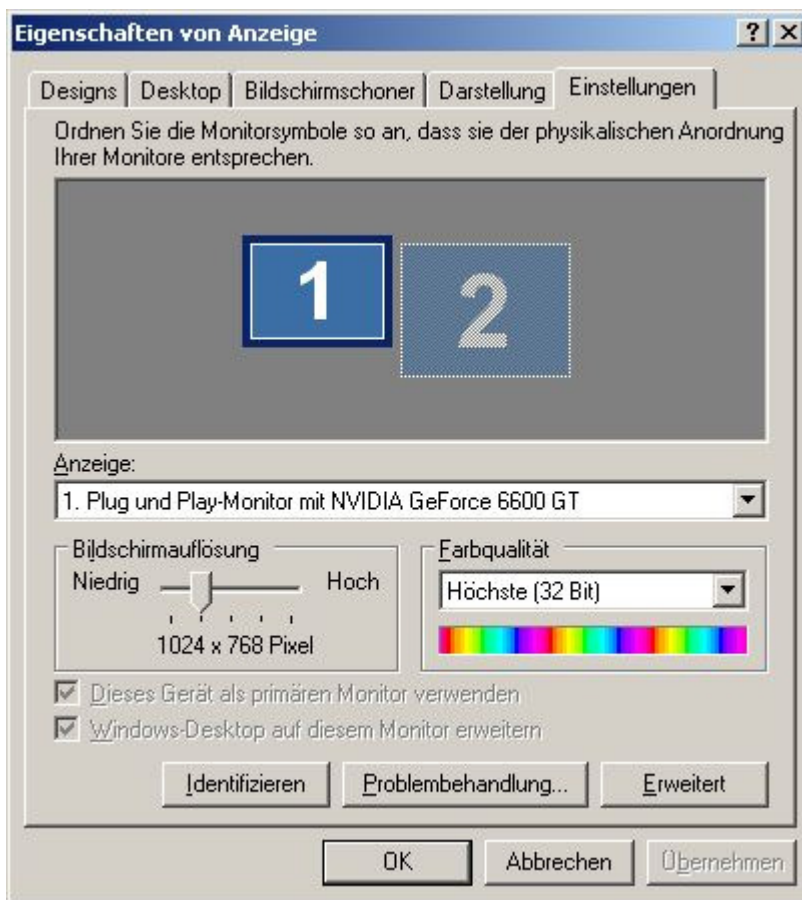 Eigenschaften von Anzeige
Designs Desktop Bildschirmschoner Darstellung Einstellungen
Ordnen Sie die Monitorsymbole so an, dass sie der physikalischen Anordnung
Ihrer Monitore entsprechen.
1 2
Anzeige:
1. Plug und Play-Monitor mit NVIDIA GeForce 6600 GT
Bildschirmauflösung Farbqualität
Niedrig Hoch Höchste (32 Bit)
1024 x 768 Pixel
Dieses Gerät als primären Monitor verwenden
Windows-Desktop auf diesem Monitor erweitern
Identifizieren Problembehandlung... Erweitert
OK Abbrechen Übernehmen